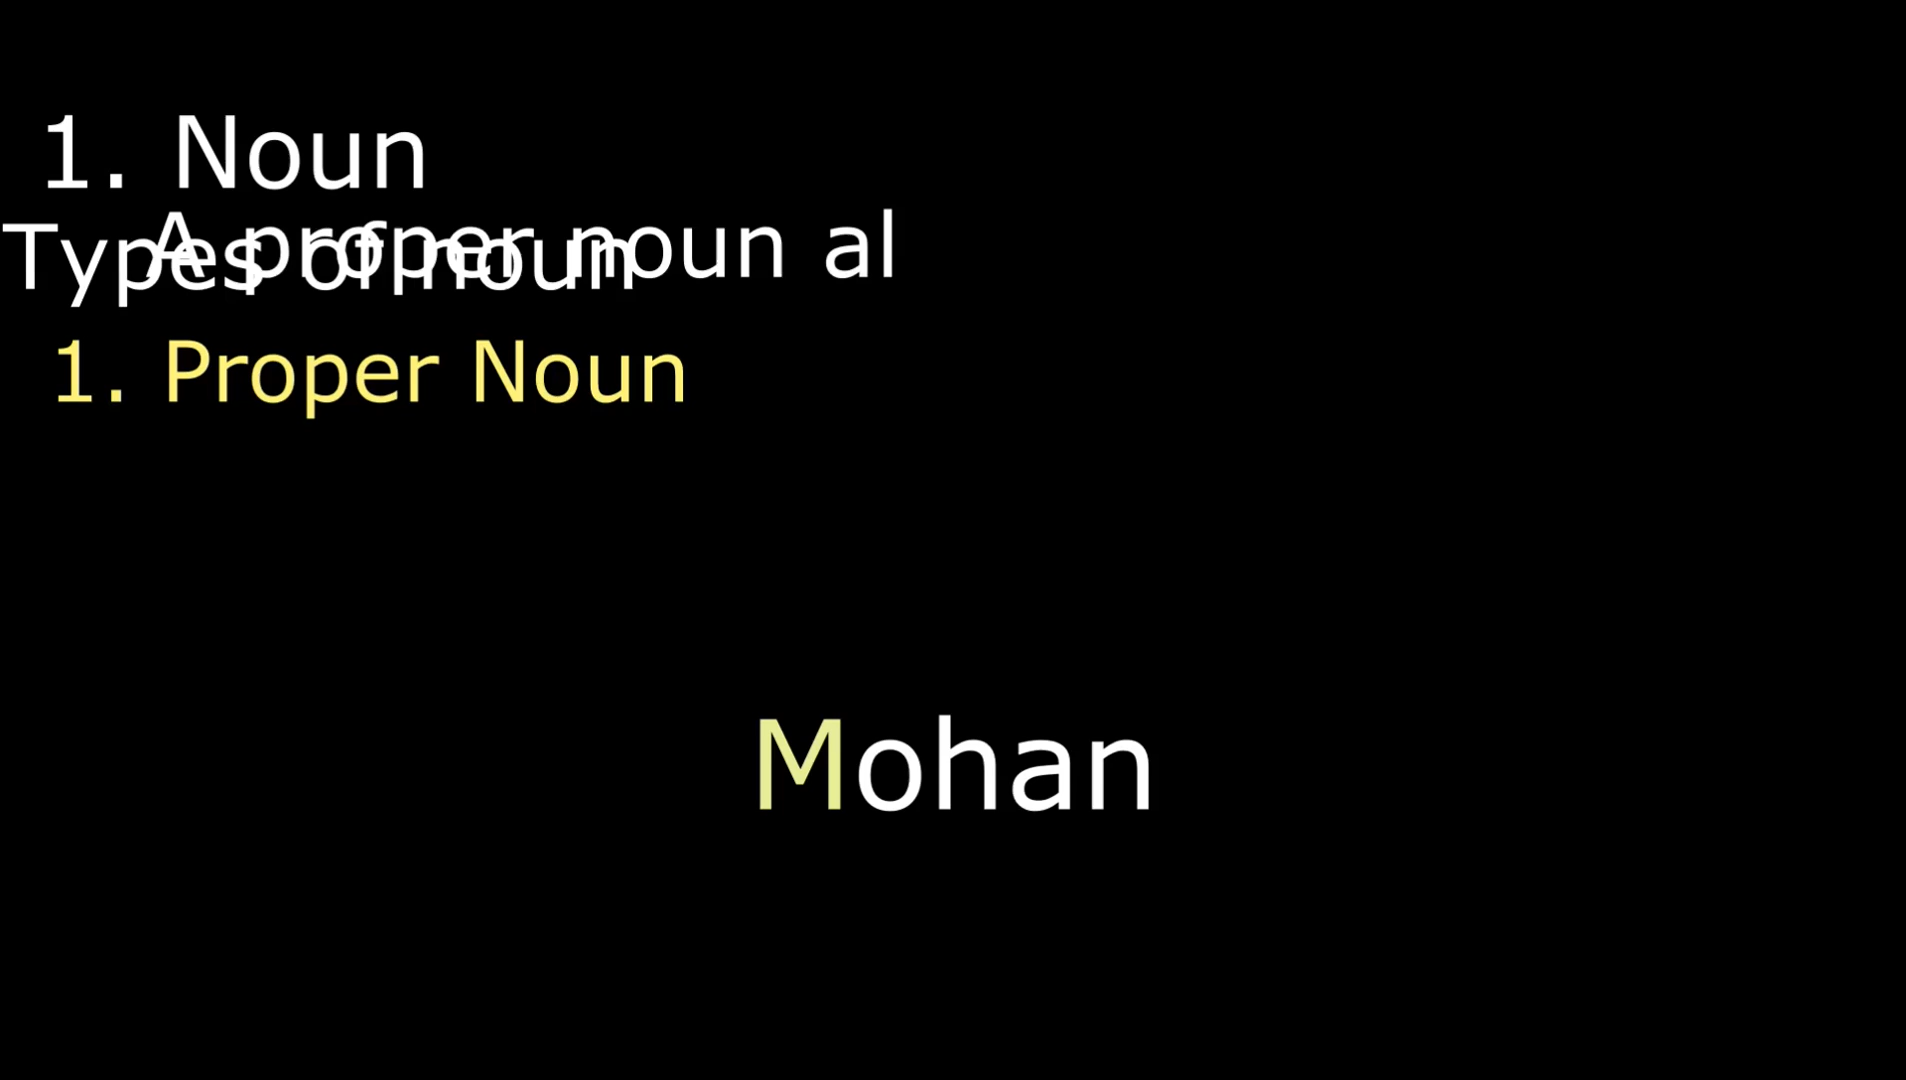 1. Noun
A proper noun al
Types of noun
1. Proper Noun
Mohan